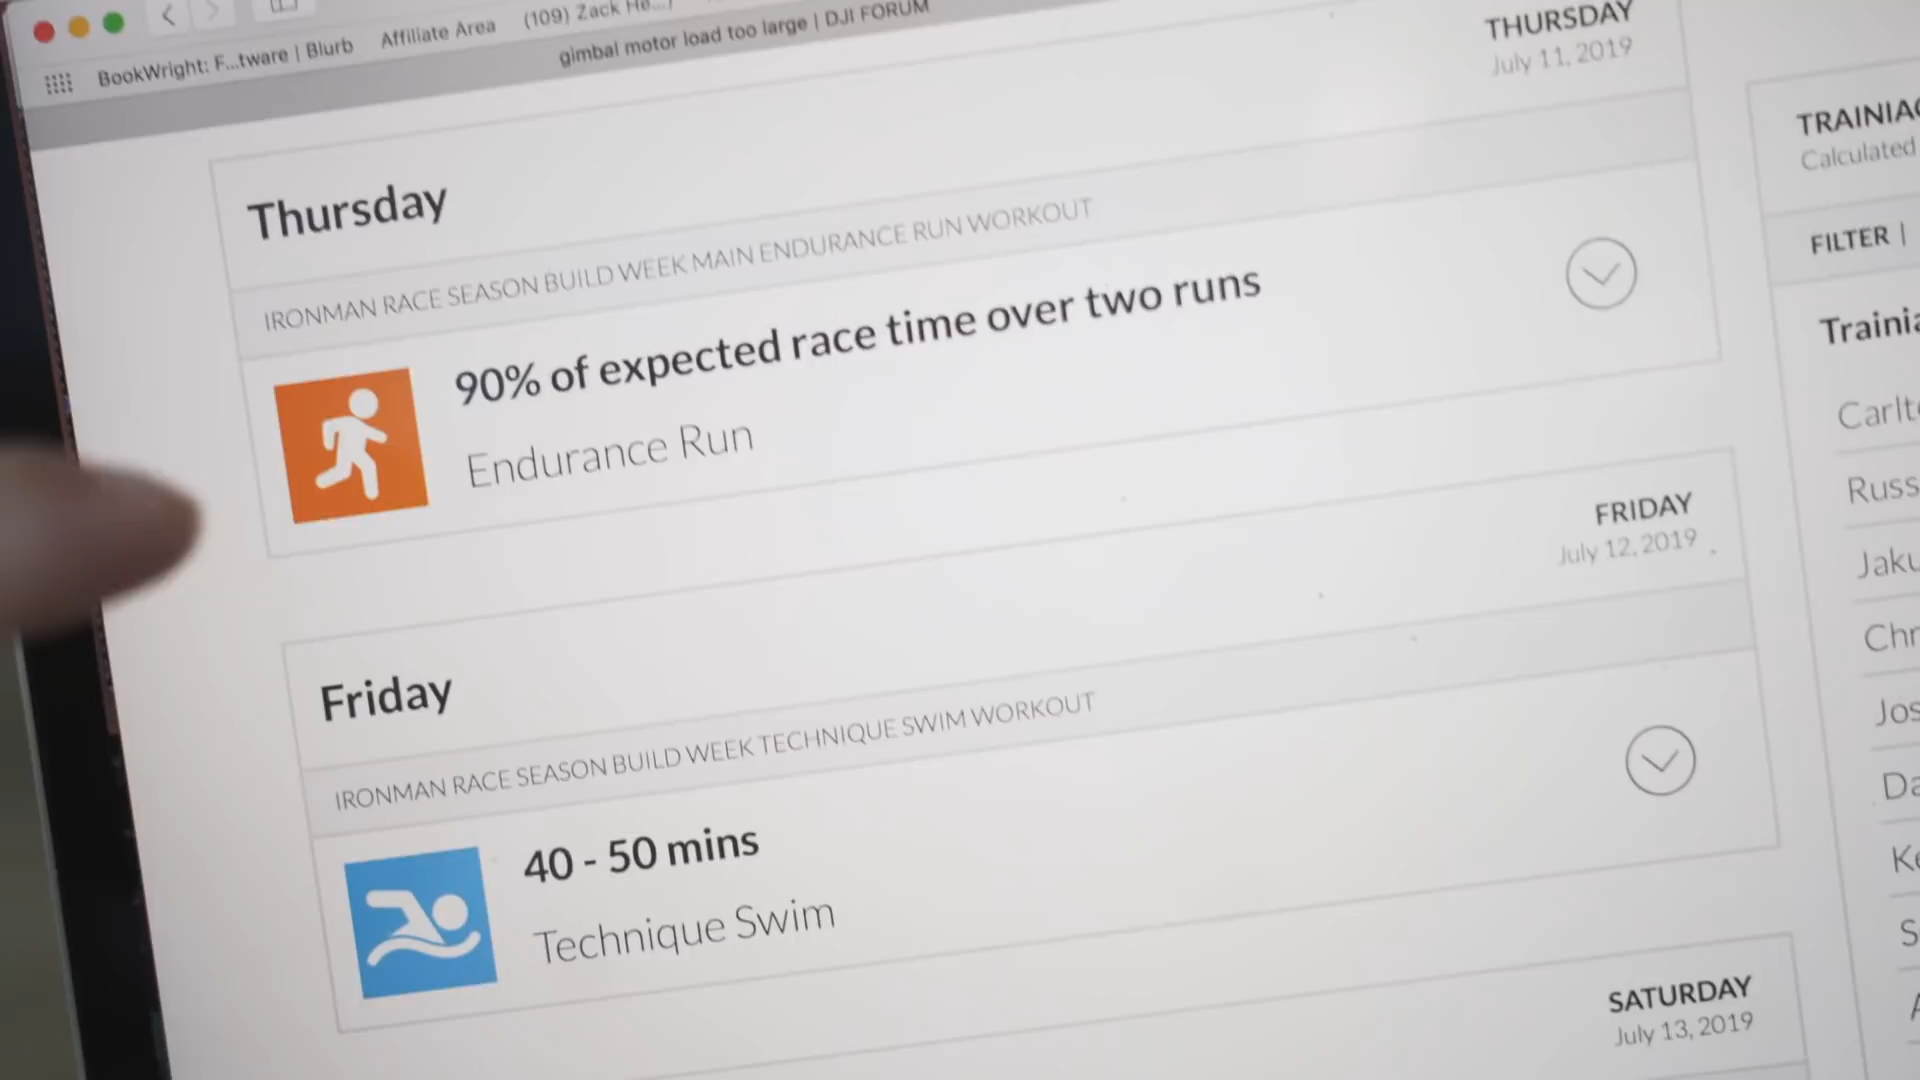 BookWright: F...tware | Blurb
Affiliate Area
(109) Zack He...
gimbal motor load too large | DJI FORUM
THURSDAY
July 11, 2019
Thursday
IRONMAN RACE SEASON BUILD WEEK MAIN ENDURANCE RUN WORKOUT
90% of expected race time over two runs
Endurance Run
FRIDAY
July 12, 2019
Friday
IRONMAN RACE SEASON BUILD WEEK TECHNIQUE SWIM WORKOUT
40 - 50 mins
Technique Swim
SATURDAY
July 13, 2019
Calculated
FILTER |